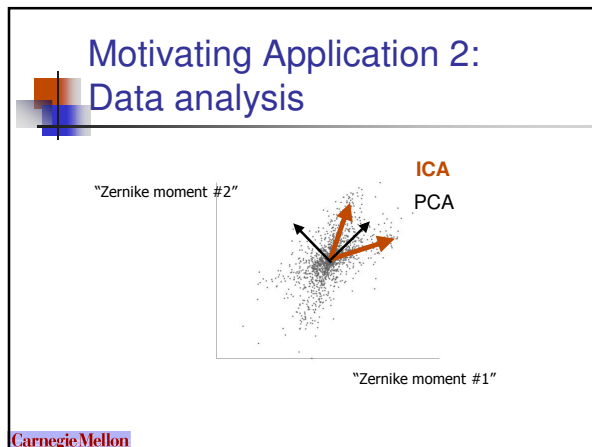 Motivating Application 2:
Data analysis
ICA
PCA
“Zernike moment #2”
“Zernike moment #1”
Carnegie Mellon